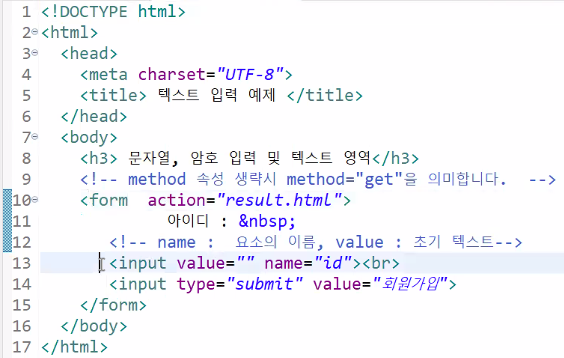 1 <!DOCTYPE html>
2 <html>
3 <head>
4 <meta charset="UTF-8">
5 <title> 텍스트 입력 예제 </title>
6 </head>
7 <body>
8 <h3> 문자열, 암호 입력 및 텍스트 영역</h3>
9 <!-- method 속성 생략시 method="get"을 의미합니다.  -->
10 <form  action="result.html">
11 아이디 : &nbsp;
12 <!-- name :  요소의 이름, value : 초기 텍스트-->
13 <input value="" name="id"><br>
14 <input type="submit" value="회원가입">
15 </form>
16 </body>
17 </html>